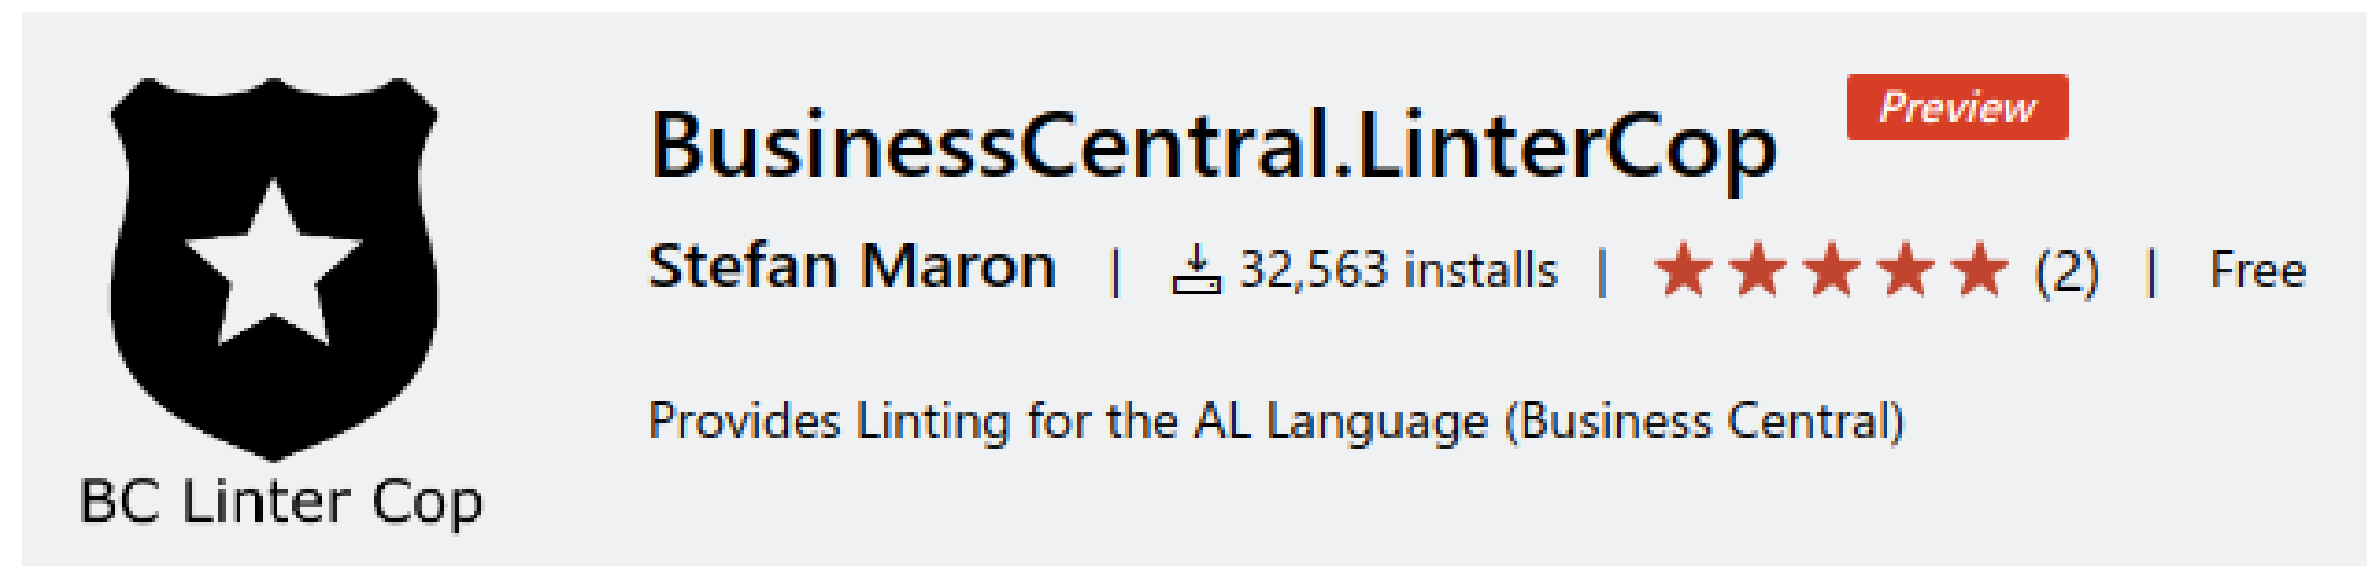 BusinessCentral.LinterCop
Preview
Stefan Maron | 32,563 installs | (2) | Free
Provides Linting for the AL Language (Business Central)
BC Linter Cop